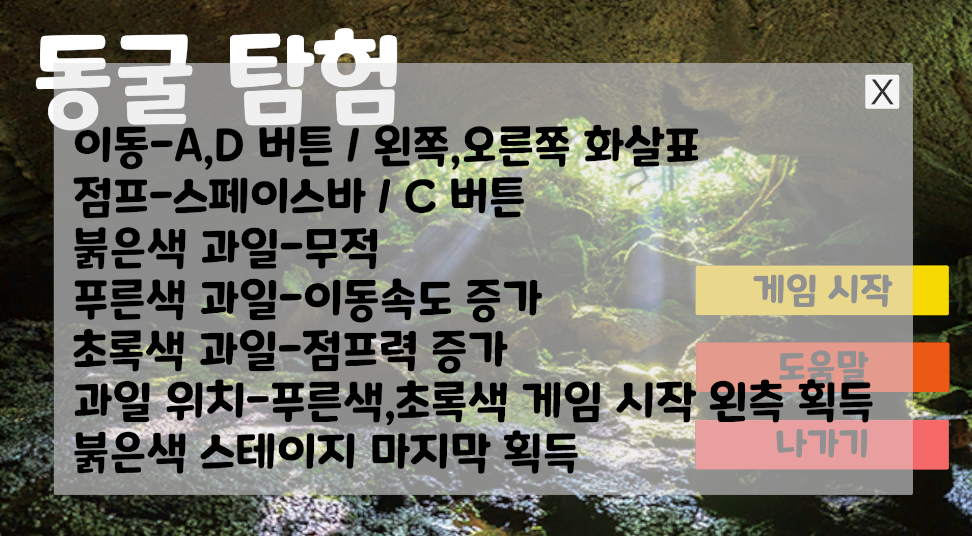 동굴 탐험
X
이동-A,D 버튼 / 왼쪽,오른쪽 화살표
점프-스페이스바 / C 버튼
붉은색 과일-무적
푸른색 과일-이동속도 증가
게임 시작
초록색 과일-점프력 증가
도움말
과일 위치-푸른색,초록색 게임 시작 왼측 획득
나가기
붉은색 스테이지 마지막 획득